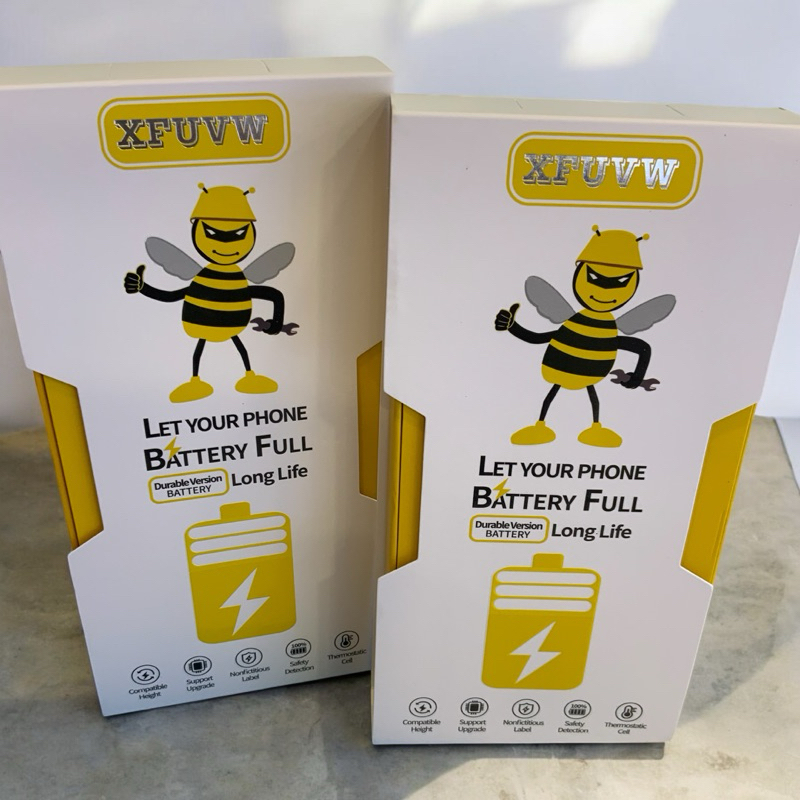 XFUVW
LET YOUR PHONE
BATTERY FULL
Durable Version
BATTERY
Long Life
100%
Compatible
Height
Support
Upgrade
Nonfictitious
Label
Safety
Detection
Thermostatic
Cell
XFUVW
LET YOUR PHONE
BATTERY FULL
Durable Version
BATTERY
Long Life
100%
Compatible
Height
Support
Upgrade
Nonfictitious
Label
Safety
Detection
Thermostatic
Cell